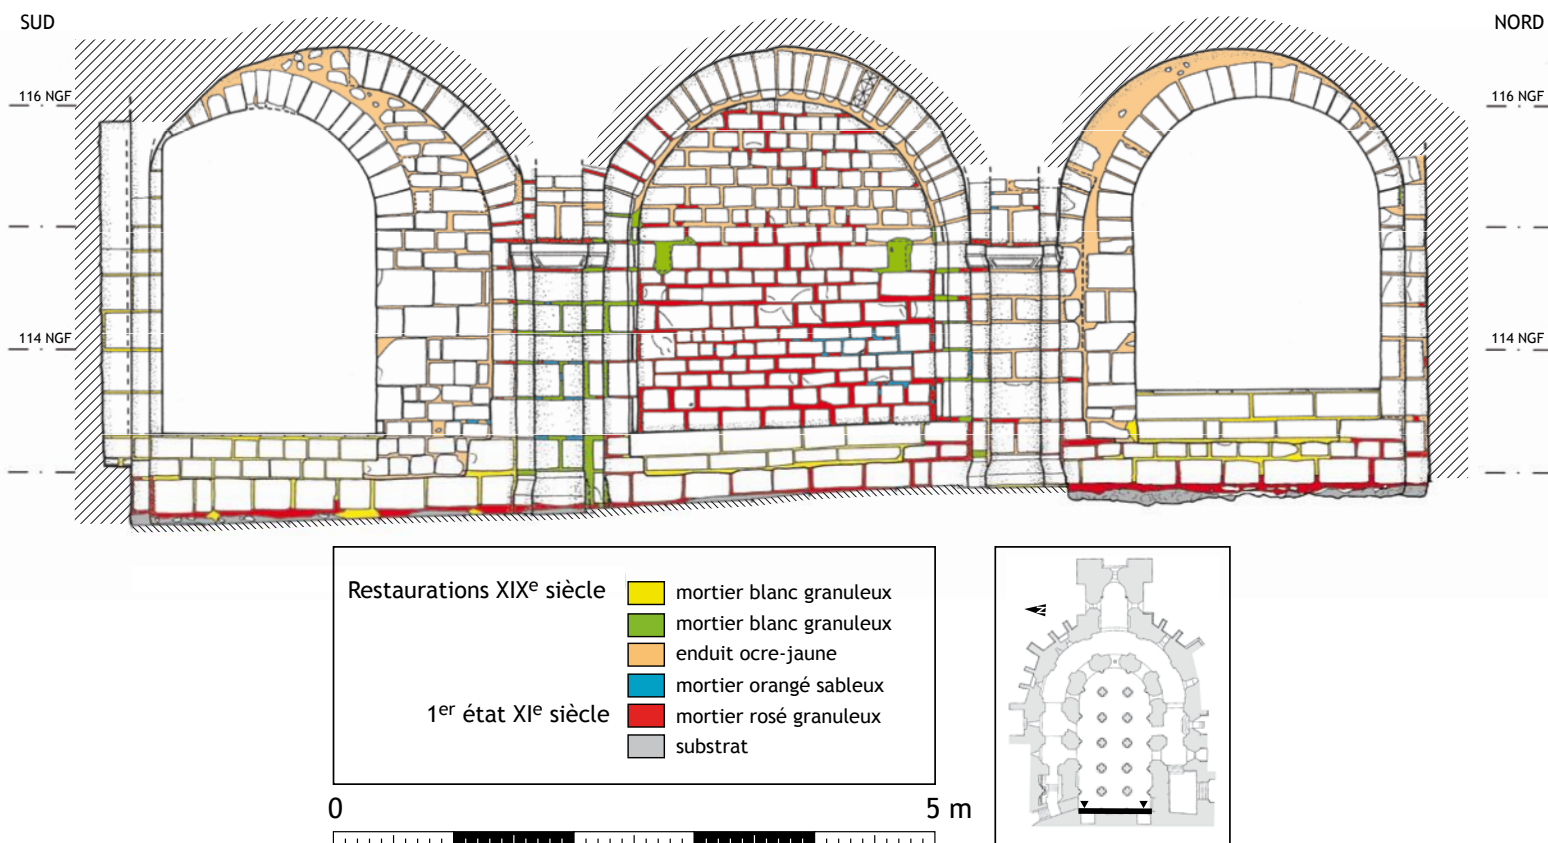 SUD
NORD
116 NGF
116 NGF
114 NGF
114 NGF
Restaurations XIXe siècle
mortier blanc granuleux
mortier blanc granuleux
enduit ocre-jaune
mortier orangé sableux
1er état XIe siècle
mortier rosé granuleux
substrat
N
0
5 m